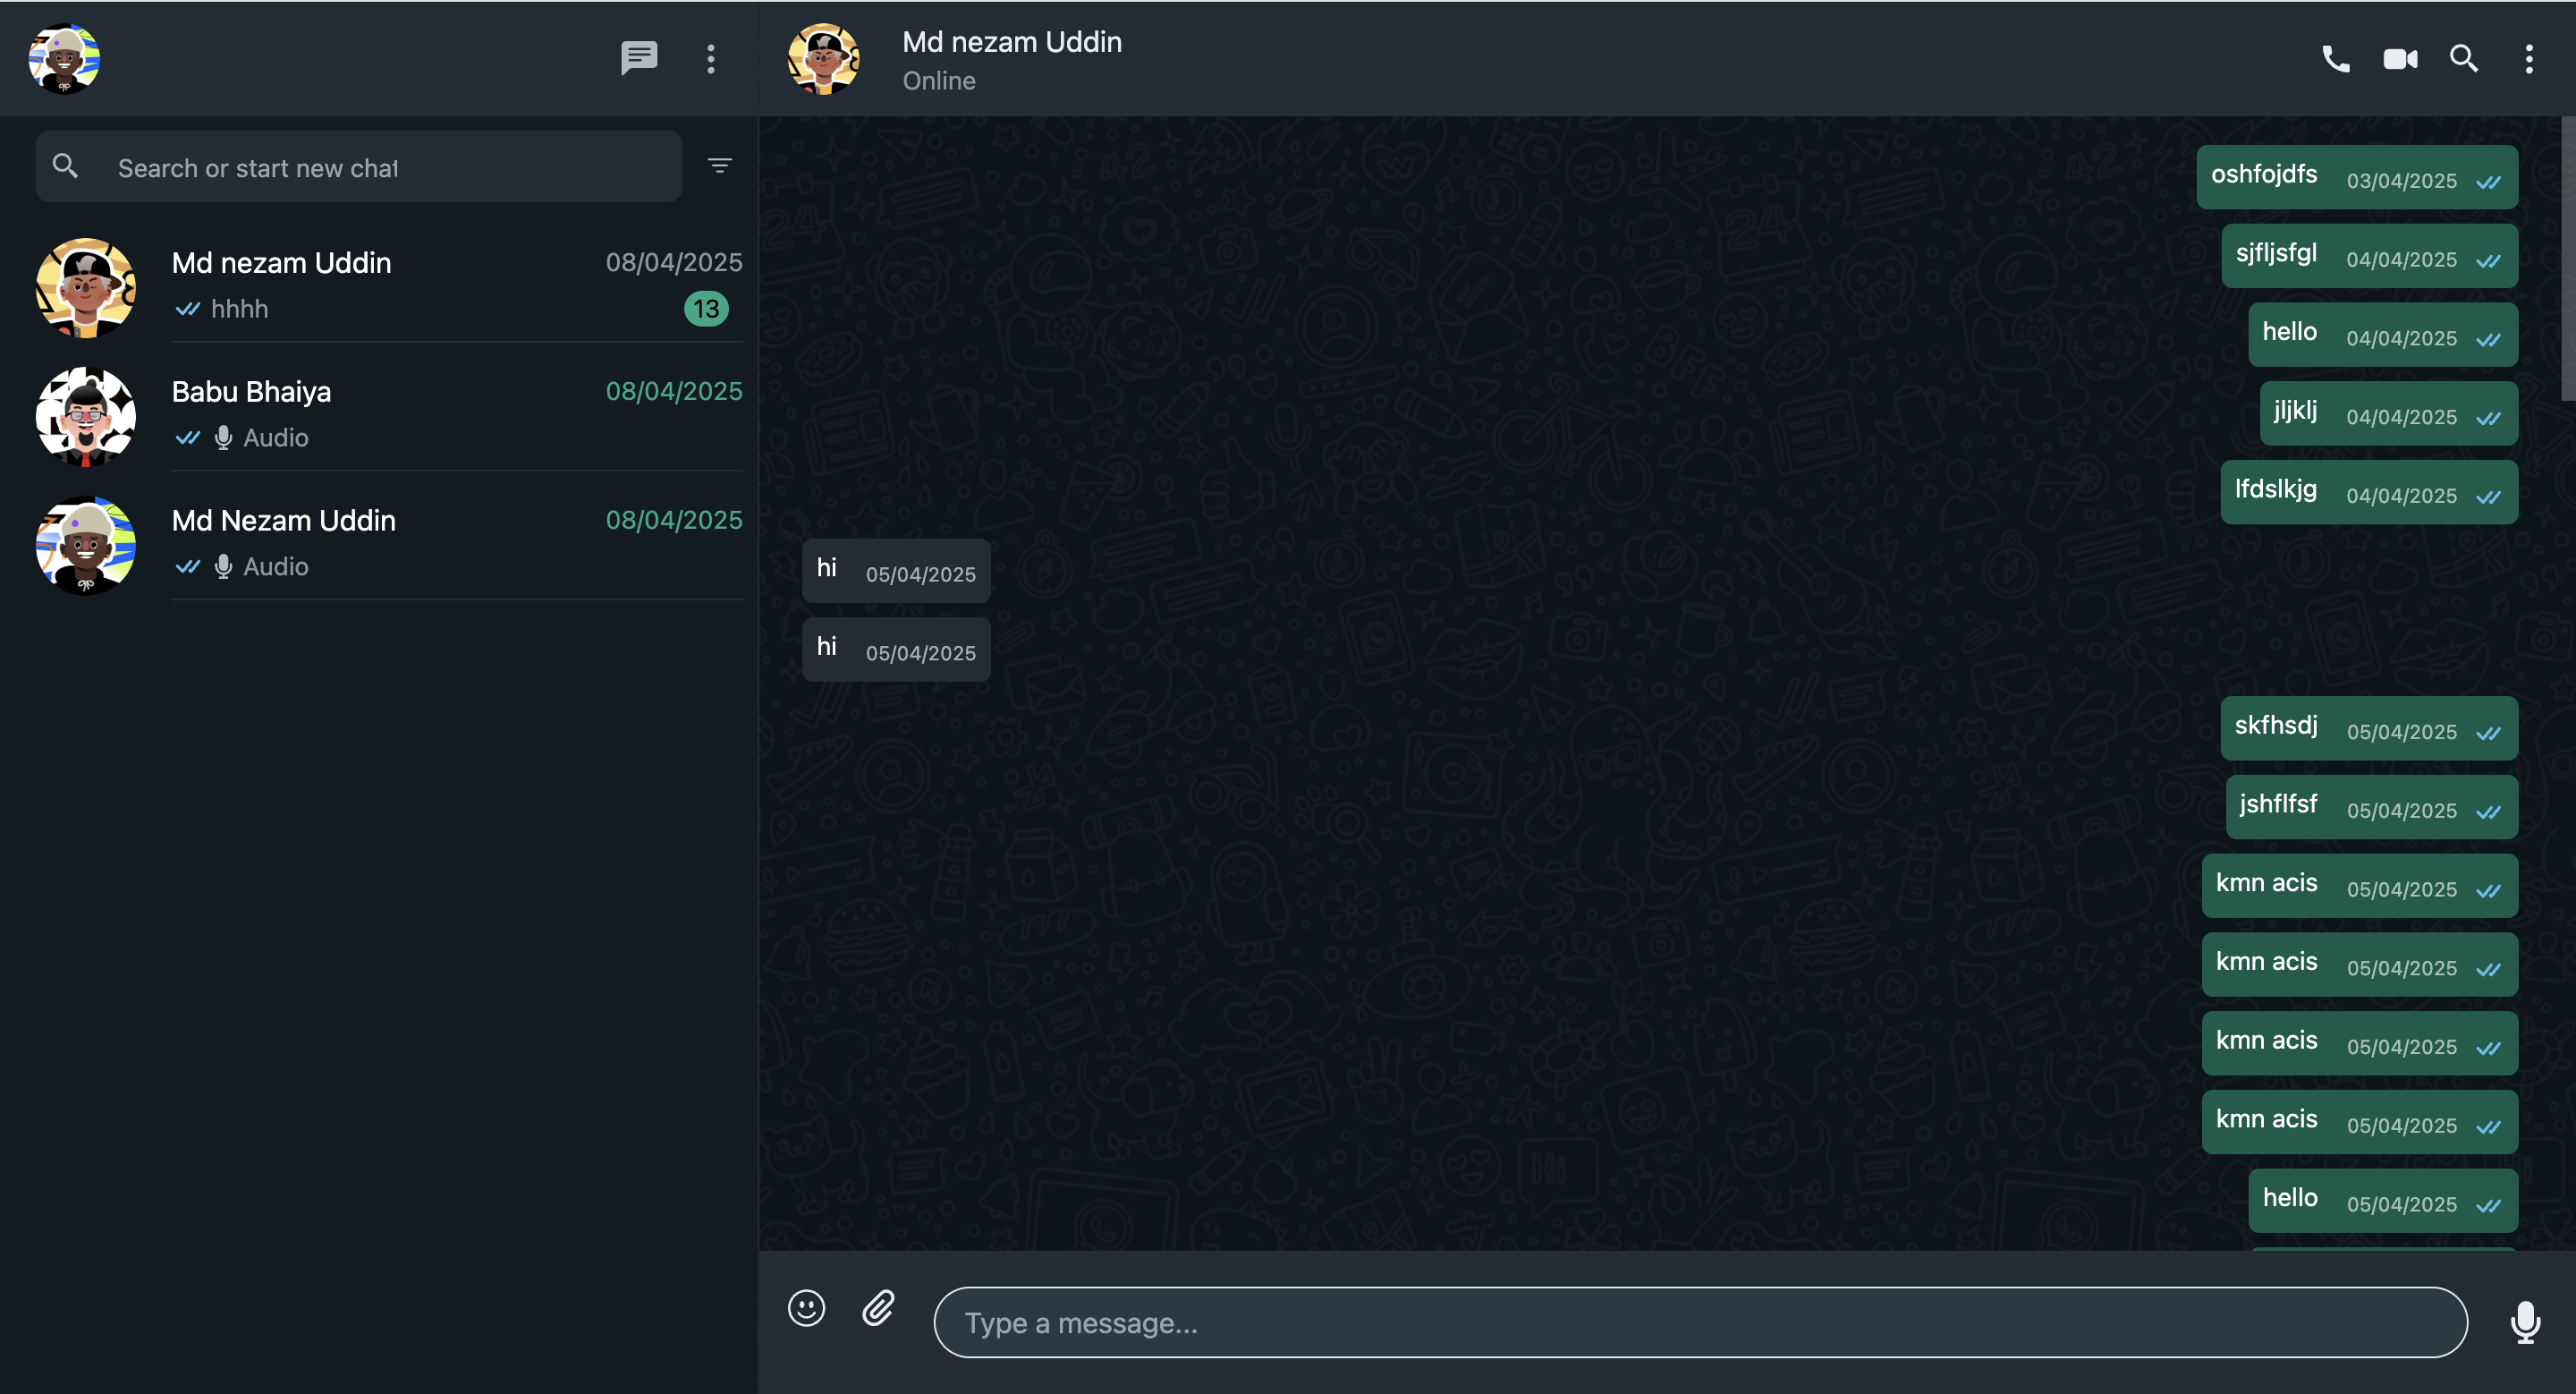 Md nezam Uddin
Online
Search or start new chat
Md nezam Uddin 08/04/2025
hhhh 13
Babu Bhaiya 08/04/2025
Audio
Md Nezam Uddin 08/04/2025
Audio
oshfojdfs 03/04/2025
sjfljsfgl 04/04/2025
hello 04/04/2025
jljklj 04/04/2025
lfdslkjg 04/04/2025
hi 05/04/2025
hi 05/04/2025
skfhsdj 05/04/2025
jshflfsf 05/04/2025
kmn acis 05/04/2025
kmn acis 05/04/2025
kmn acis 05/04/2025
kmn acis 05/04/2025
hello 05/04/2025
Type a message...